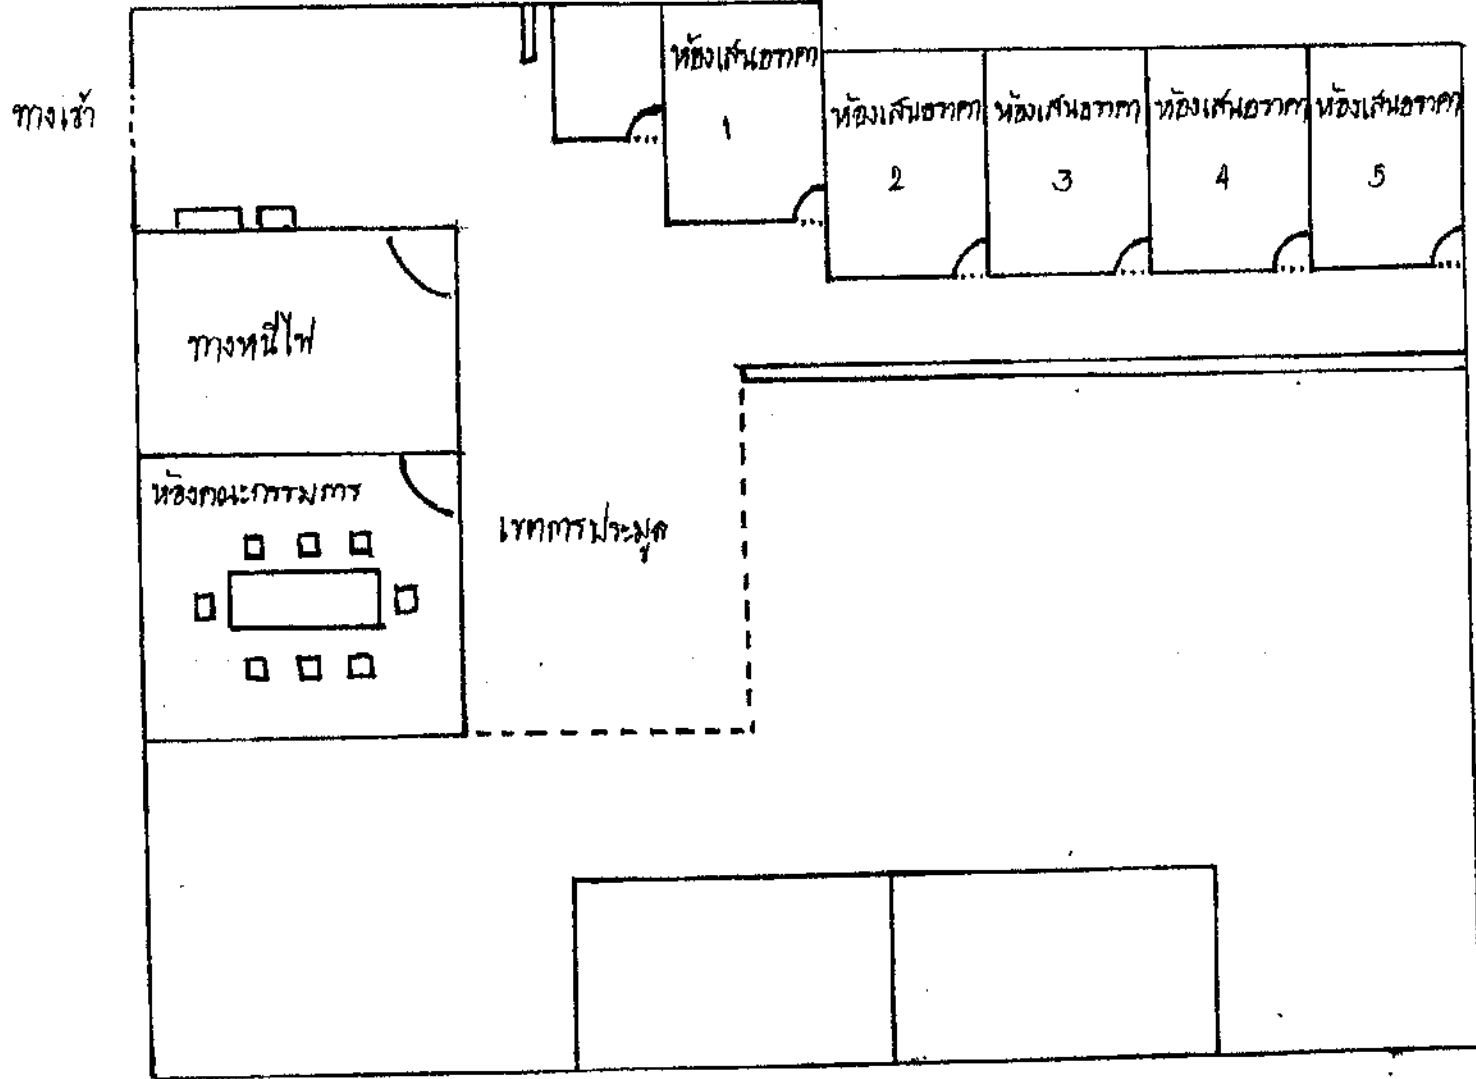 ห้องเสนอราคา
1
ทางเข้า
ห้องเสนอราคา
2
ห้องเสนอราคา
3
ห้องเสนอราคา
4
ห้องเสนอราคา
5
ทางหนีไฟ
ห้องคณะกรรมการ
เขตการประมูล